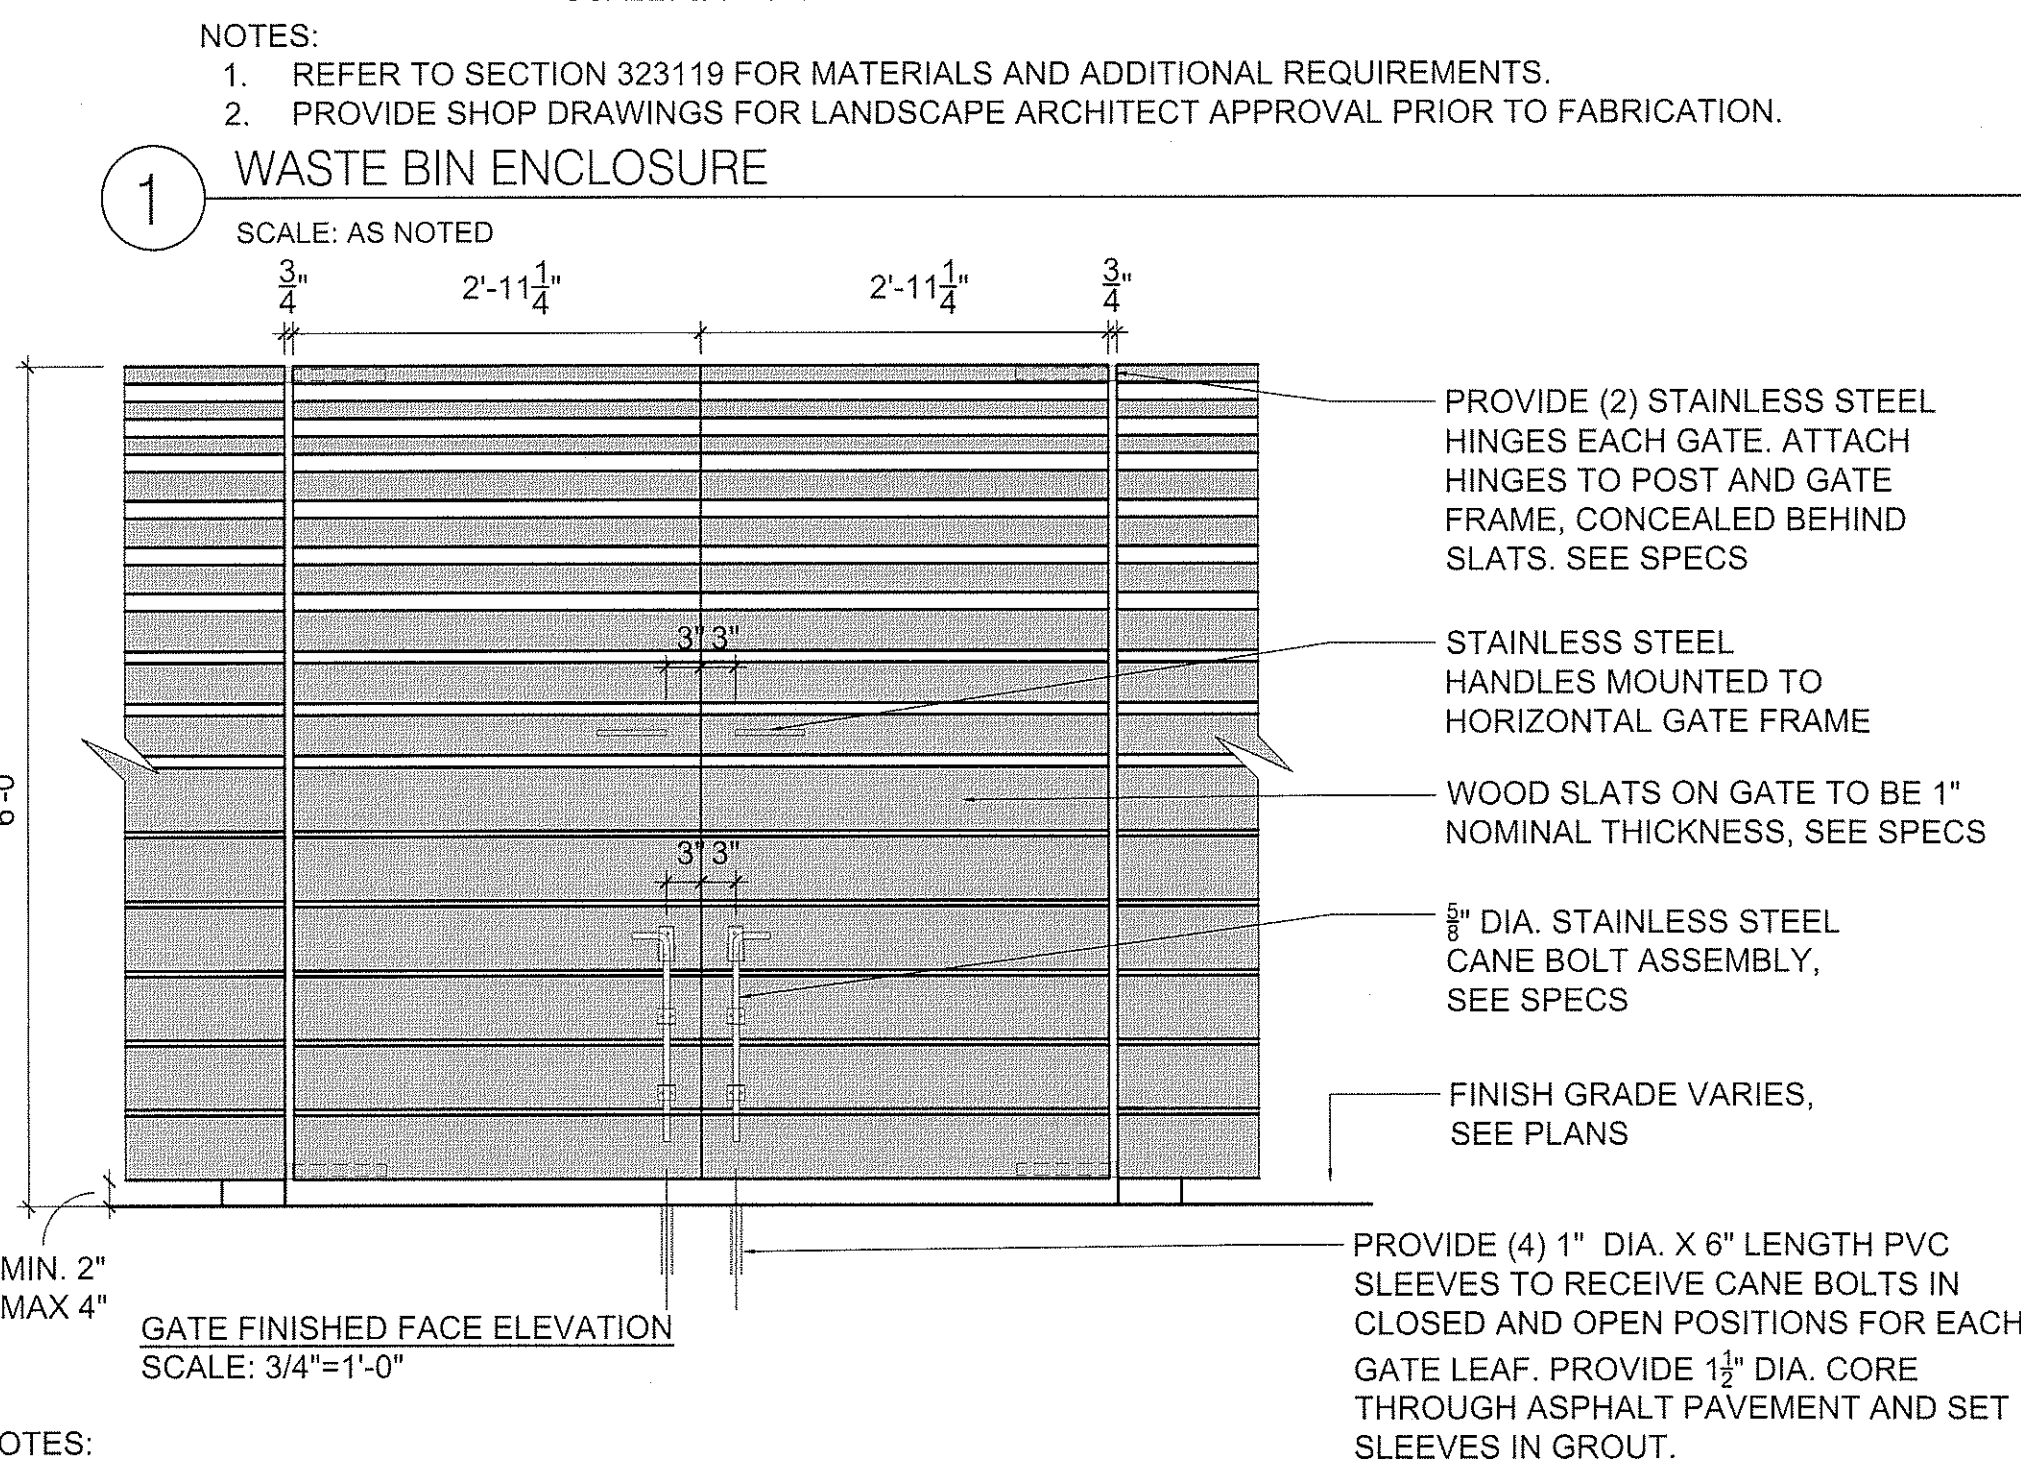 NOTES:
1. REFER TO SECTION 323119 FOR MATERIALS AND ADDITIONAL REQUIREMENTS.
2. PROVIDE SHOP DRAWINGS FOR LANDSCAPE ARCHITECT APPROVAL PRIOR TO FABRICATION.
1
WASTE BIN ENCLOSURE
SCALE: AS NOTED
3/4" 2'-11 1/4" 2'-11 1/4" 3/4"
PROVIDE (2) STAINLESS STEEL
HINGES EACH GATE. ATTACH
HINGES TO POST AND GATE
FRAME, CONCEALED BEHIND
SLATS. SEE SPECS
3" 3"
STAINLESS STEEL
HANDLES MOUNTED TO
HORIZONTAL GATE FRAME
WOOD SLATS ON GATE TO BE 1"
NOMINAL THICKNESS, SEE SPECS
3" 3"
5/8" DIA. STAINLESS STEEL
CANE BOLT ASSEMBLY,
SEE SPECS
FINISH GRADE VARIES,
SEE PLANS
MIN. 2"
MAX 4"
GATE FINISHED FACE ELEVATION
SCALE: 3/4"=1'-0"
PROVIDE (4) 1" DIA. X 6" LENGTH PVC
SLEEVES TO RECEIVE CANE BOLTS IN
CLOSED AND OPEN POSITIONS FOR EACH
GATE LEAF. PROVIDE 1 1/2" DIA. CORE
THROUGH ASPHALT PAVEMENT AND SET
SLEEVES IN GROUT.
OTES: